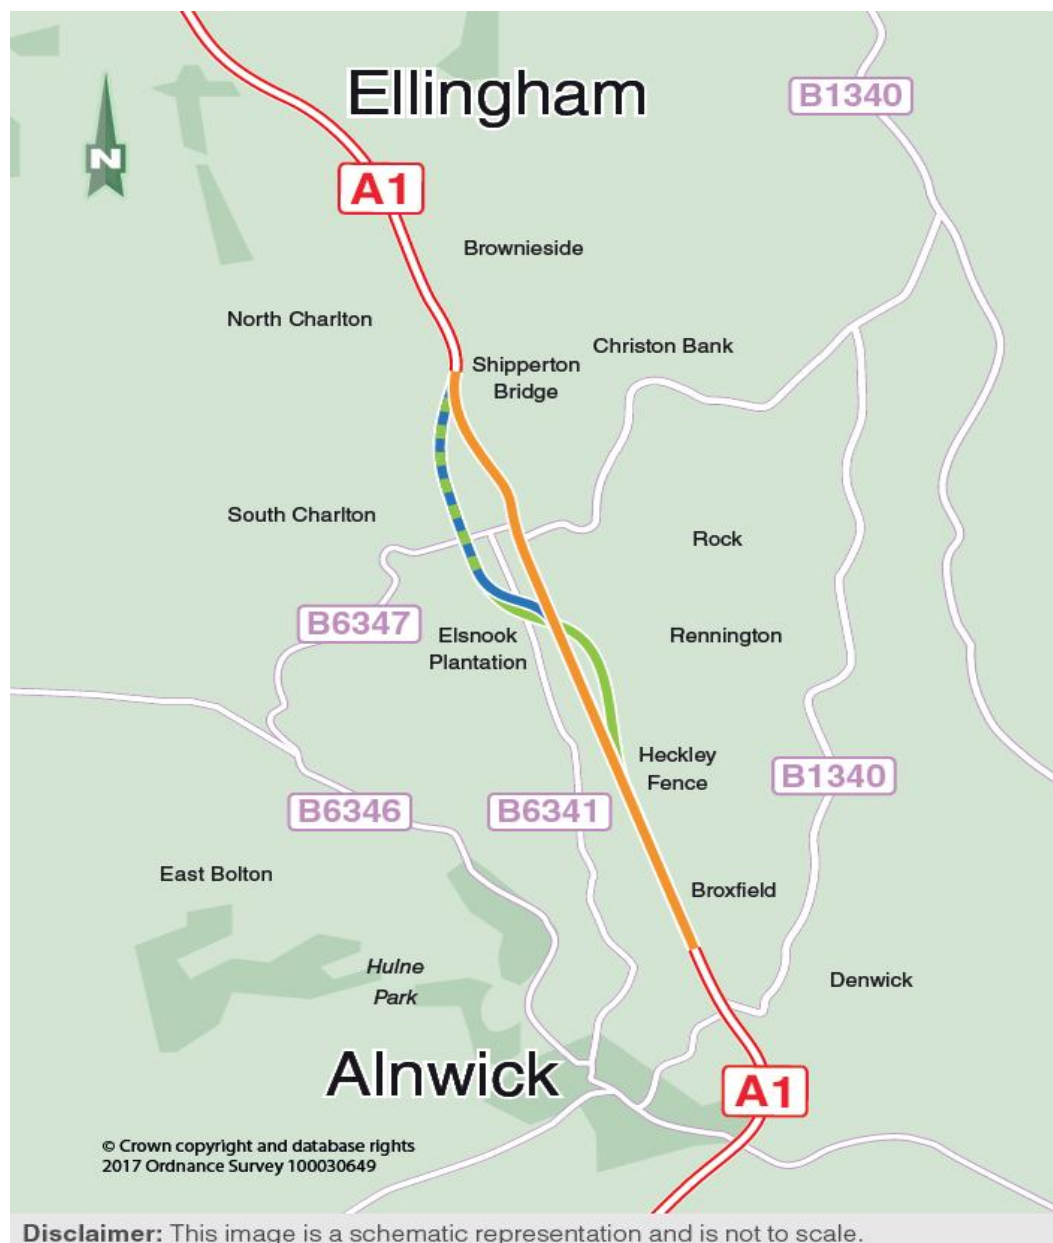 Ellingham
B1340
N
A1
Brownieside
North Charlton
Christon Bank
Shipperton
Bridge
South Charlton
Rock
B6347
Elsnook
Plantation
Rennington
Heckley
Fence
B1340
B6346
B6341
East Bolton
Broxfield
Hulne
Park
Denwick
Alnwick
A1
© Crown copyright and database rights
2017 Ordnance Survey 100030649
Disclaimer: This image is a schematic representation and is not to scale.